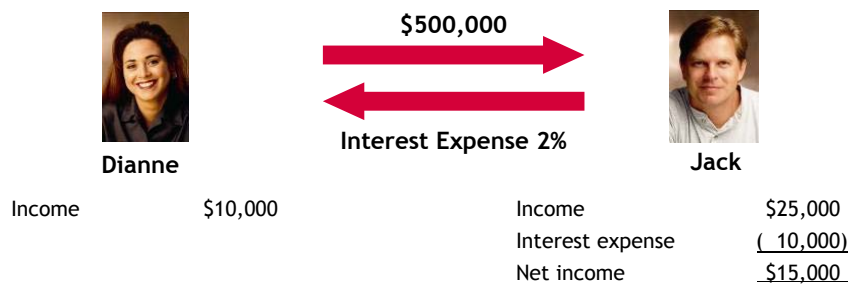 $500,000
Interest Expense 2%
Dianne
Jack
Income $10,000
Income $25,000
Interest expense ( 10,000)
Net income $15,000